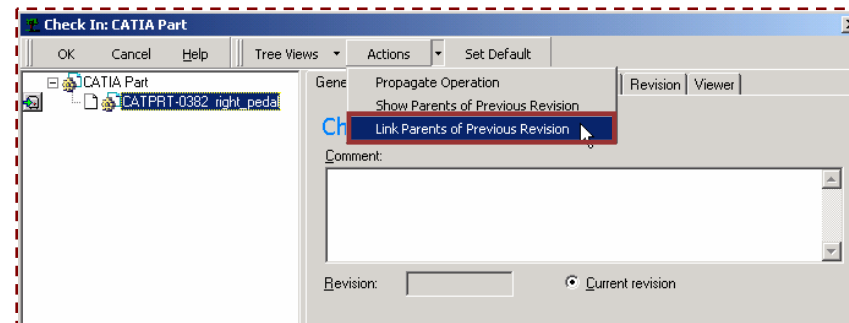 Check In: CATIA Part
OK Cancel Help Tree Views Actions Set Default
CATIA Part
CATPRT-0382 right_pedal
Gene
Propagate Operation
Show Parents of Previous Revision
Link Parents of Previous Revision
Revision Viewer
Ch
Comment:
Revision:
Current revision